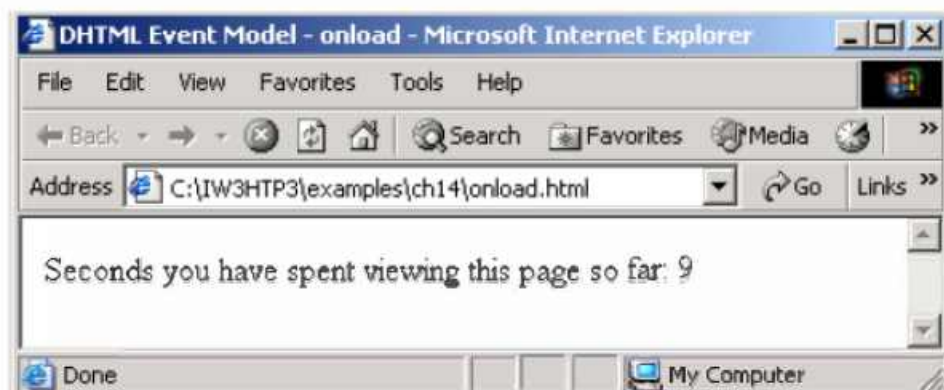 DHTML Event Model - onload - Microsoft Internet Explorer
File Edit View Favorites Tools Help
Back Search Favorites Media »
Address C:\IW3HTP3\examples\ch14\onload.html Go Links »
Seconds you have spent viewing this page so far: 9
Done My Computer